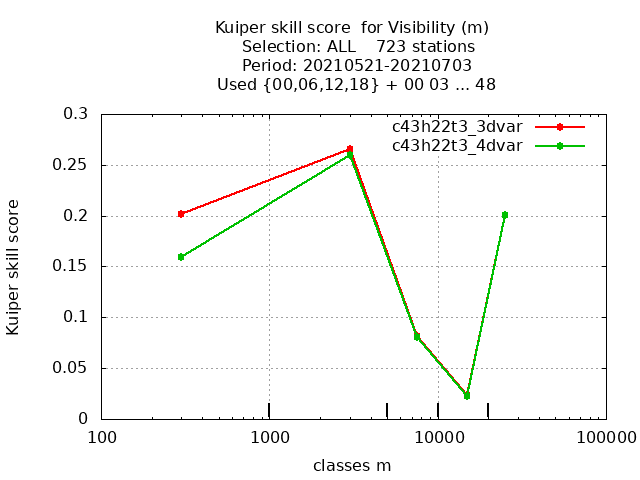 Kuiper skill score  for Visibility (m)
Selection: ALL    723 stations
Period: 20210521-20210703
Used {00,06,12,18} + 00 03 ... 48
c43h22t3_3dvar
c43h22t3_4dvar
Kuiper skill score
0.3
0.25
0.2
0.15
0.1
0.05
0
100
1000
10000
100000
classes m